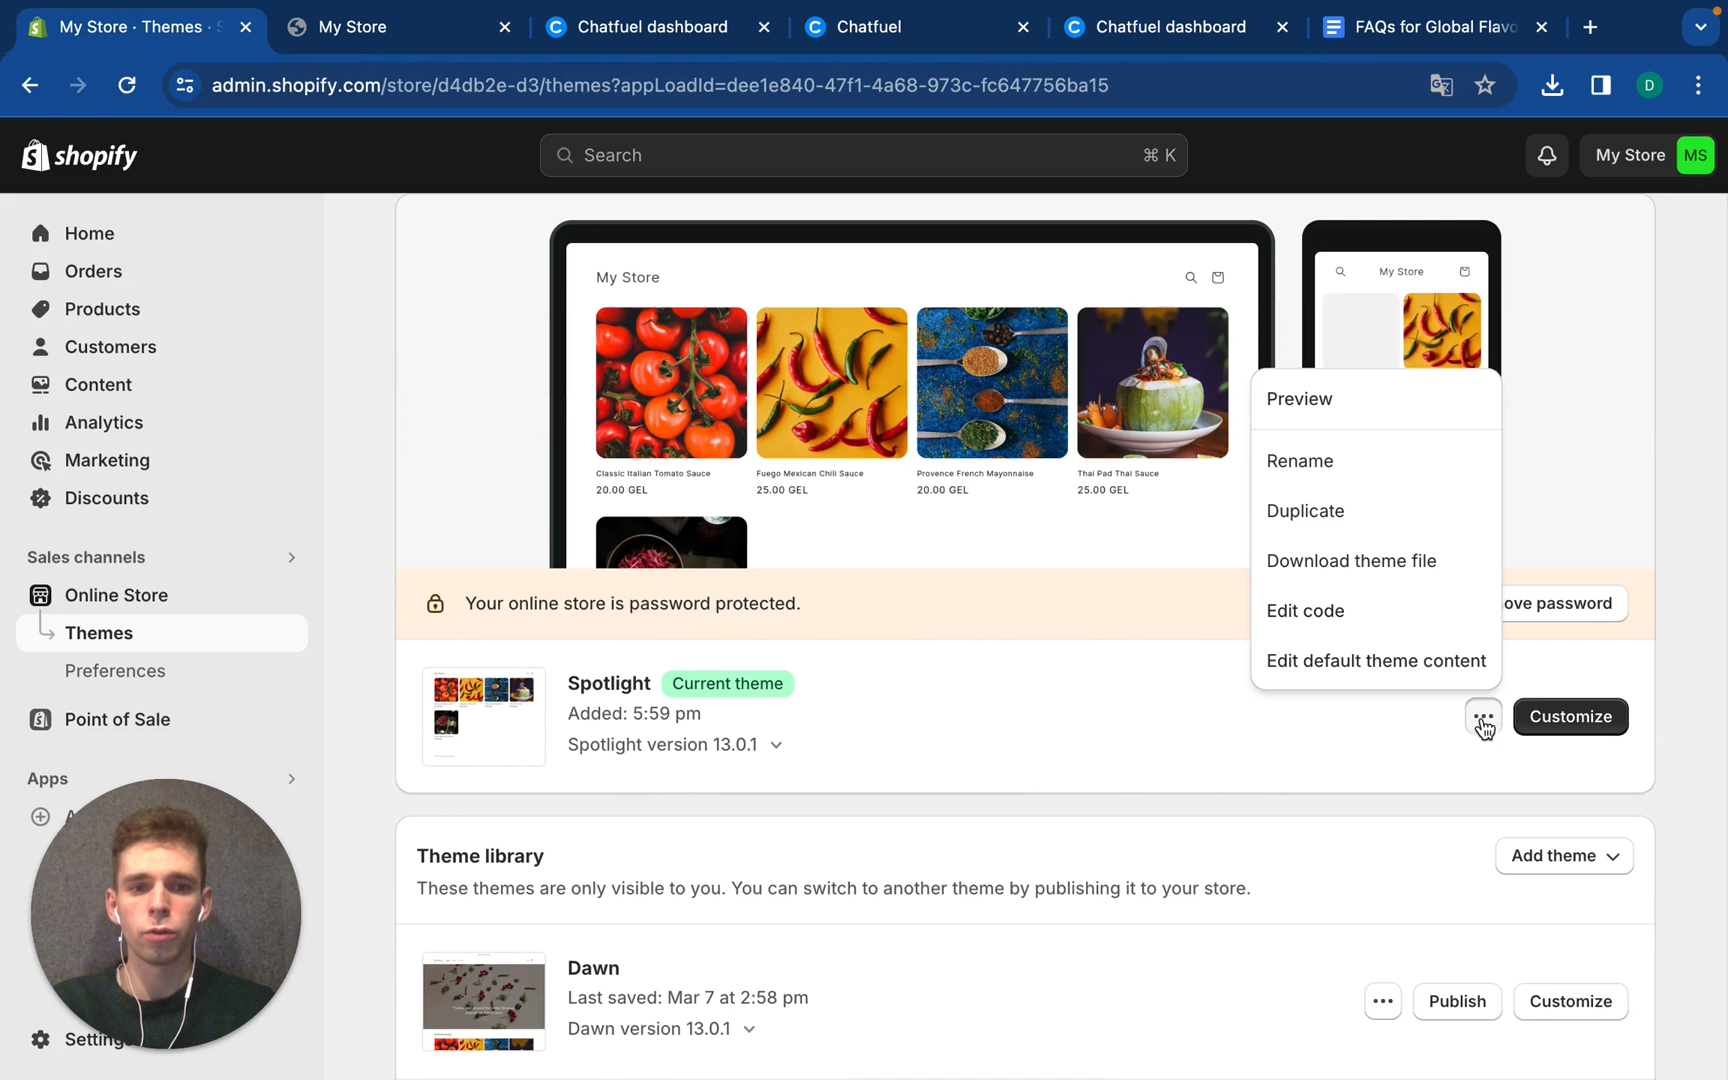 My Store · Themes · S
My Store
Chatfuel dashboard
Chatfuel
Chatfuel dashboard
FAQs for Global Flavo
admin.shopify.com/store/d4db2e-d3/themes?appLoadId=dee1e840-47f1-4a68-973c-fc647756ba15
D
shopify
Search
⌘ K
My Store
MS
Home
Orders
Products
Customers
Content
Analytics
Marketing
Discounts
Sales channels
Online Store
Themes
Preferences
Point of Sale
Apps
Settings
My Store
Classic Italian Tomato Sauce
20.00 GEL
Fuego Mexican Chili Sauce
25.00 GEL
Provence French Mayonnaise
20.00 GEL
Thai Pad Thai Sauce
25.00 GEL
My Store
Preview
Rename
Duplicate
Download theme file
Edit code
Edit default theme content
Your online store is password protected.
ove password
Spotlight
Current theme
Added: 5:59 pm
Spotlight version 13.0.1
Customize
Theme library
Add theme
These themes are only visible to you. You can switch to another theme by publishing it to your store.
Dawn
Last saved: Mar 7 at 2:58 pm
Dawn version 13.0.1
Publish
Customize